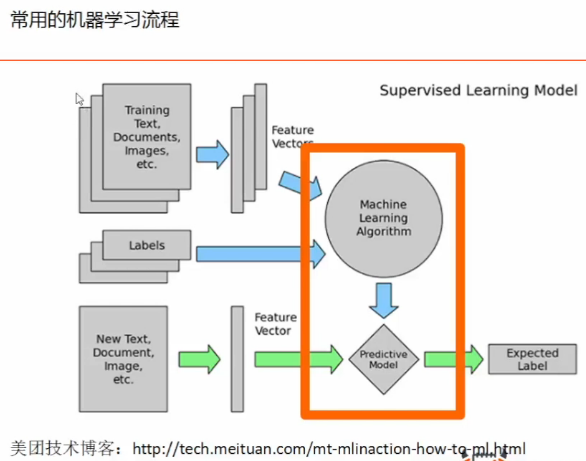 常用的机器学习流程
Supervised Learning Model
Training
Text,
Documents,
Images,
etc.
Feature
Vectors
Machine
Learning
Algorithm
Labels
New Text,
Document,
Image,
etc.
Feature
Vector
Predictive
Model
Expected
Label
美团技术博客：http://tech.meituan.com/mt-mlinaction-how-to-ml.html